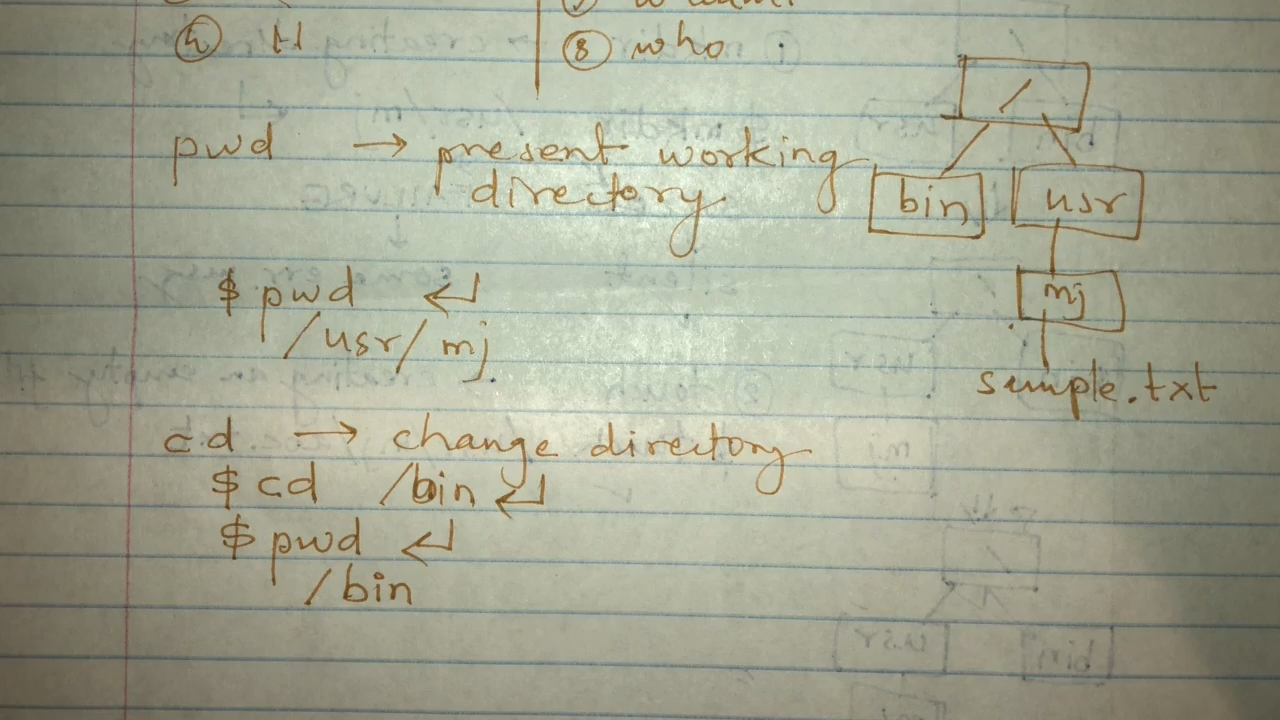 ④ H
⑧ who
pwd → present working
directory
$ pwd ↵
/usr/mj
cd → change directory
$ cd /bin ↵
$ pwd ↵
/bin
/
bin usr
mj
sample.txt